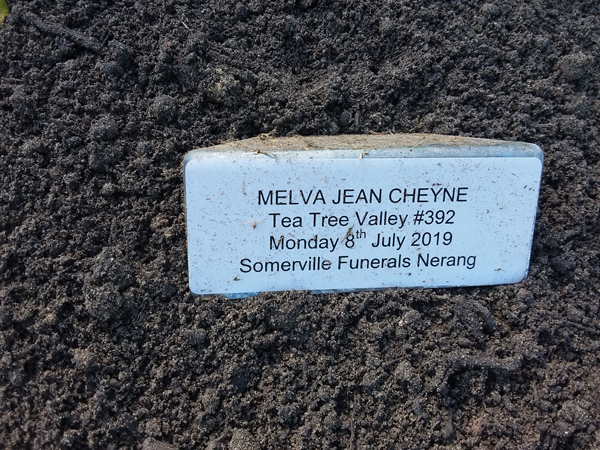 MELVA JEAN CHEYNE
Tea Tree Valley #392
Monday 8th July 2019
Somerville Funerals Nerang